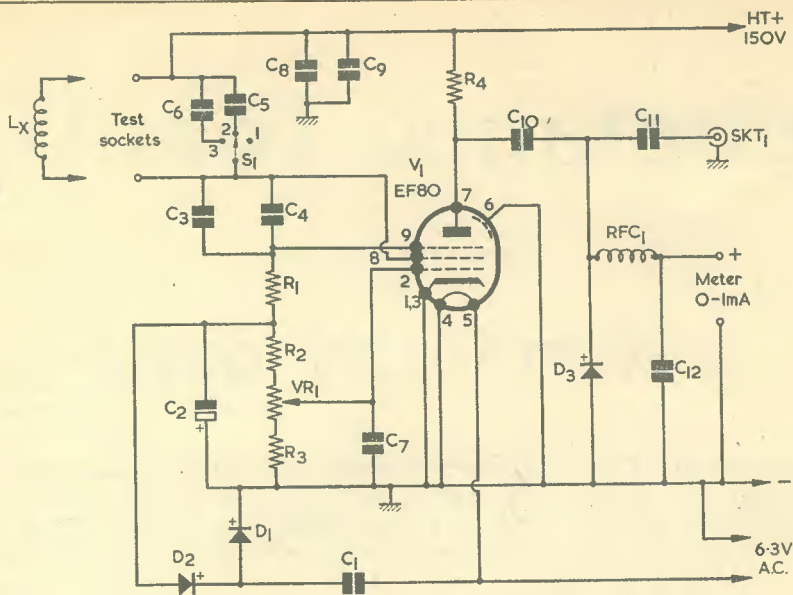 HT+
150V
C8
C9
R4
LX
Test
sockets
C6
C5
2
1
3
S1
C10
C11
SKT1
V1
EF80
7
6
C3
C4
9
8
2
1,3
4
5
RFC1
+
Meter
0-1mA
R1
R2
VR1
R3
C2
+
C7
+
D3
C12
-
+
D1
D2
+
C1
6·3V
A.C.